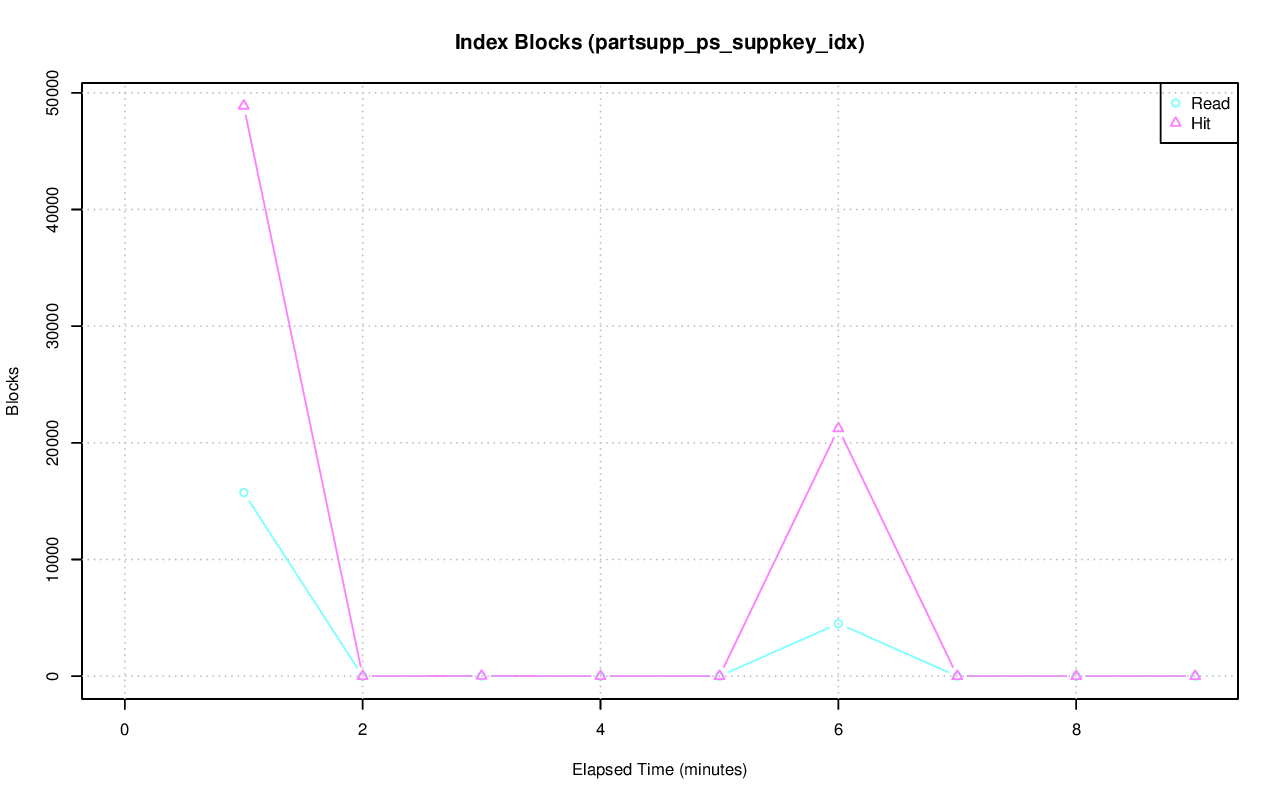 Index Blocks (partsupp_ps_suppkey_idx)
Read
Hit
Blocks
50000
40000
30000
20000
10000
0
0 2 4 6 8
Elapsed Time (minutes)